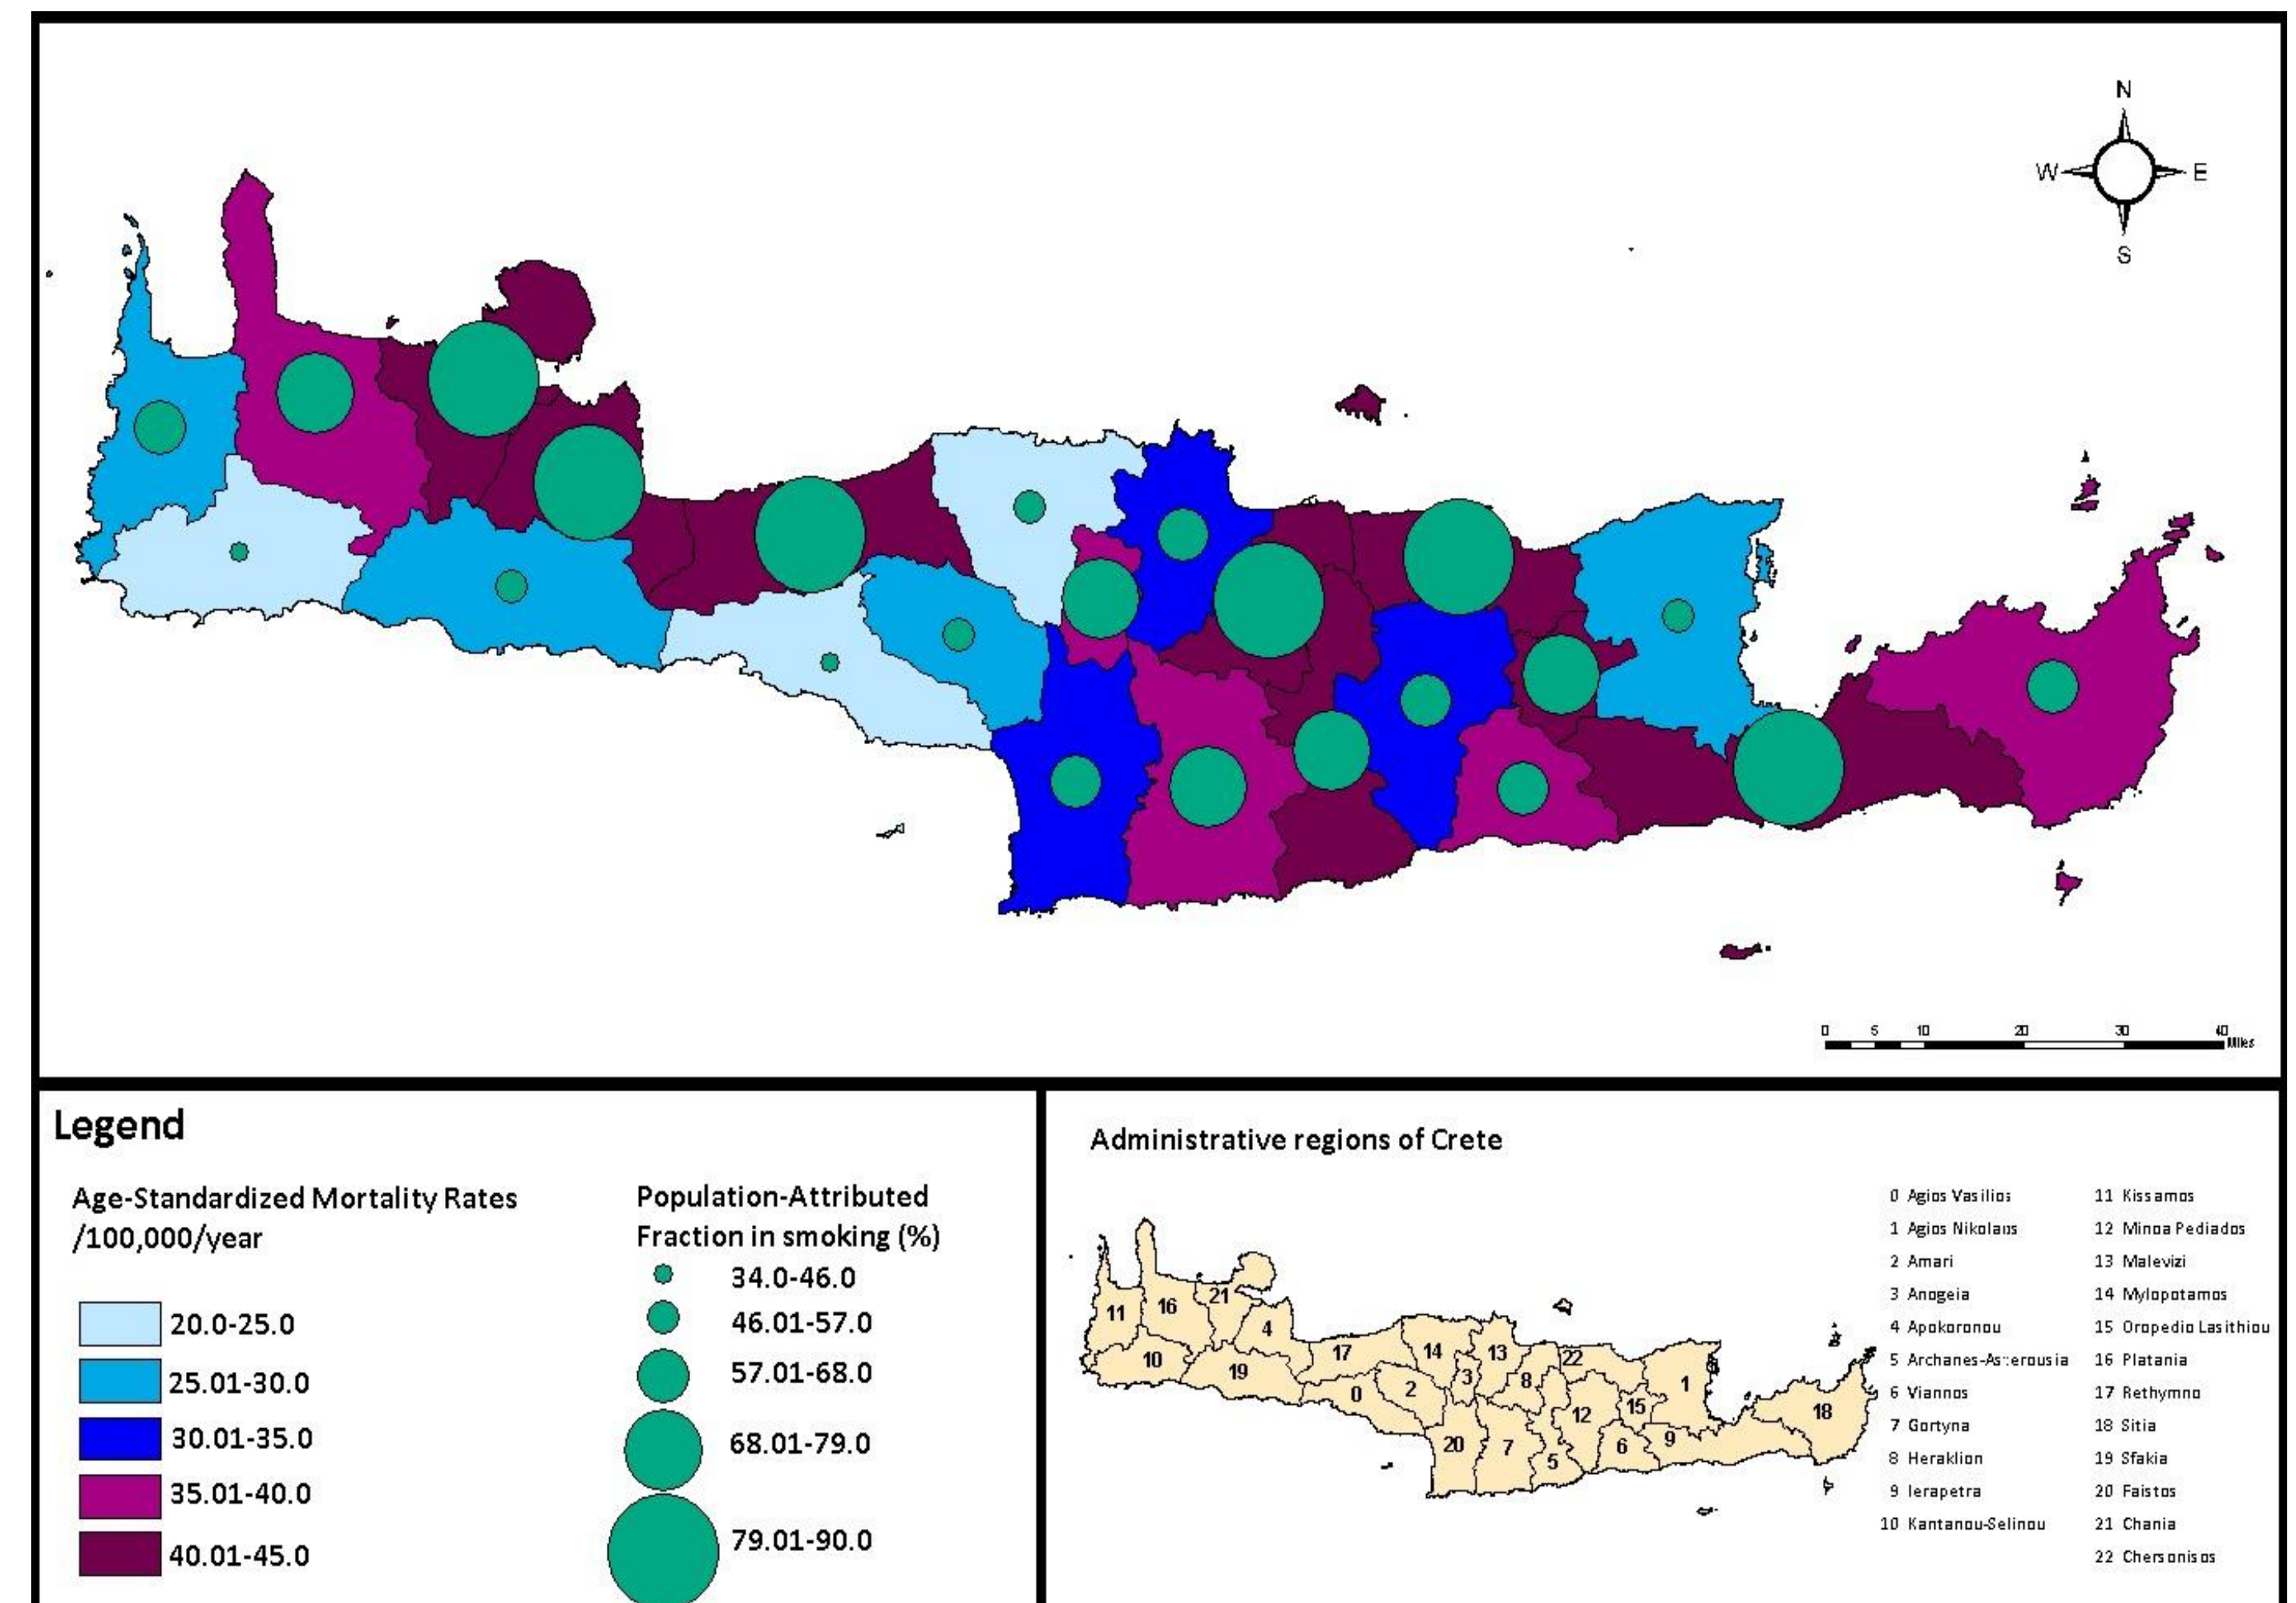 N
W E
S
0 5 10 20 30 40
Miles
Legend
Age-Standardized Mortality Rates
/100,000/year
20.0-25.0
25.01-30.0
30.01-35.0
35.01-40.0
40.01-45.0
Population-Attributed
Fraction in smoking (%)
34.0-46.0
46.01-57.0
57.01-68.0
68.01-79.0
79.01-90.0
Administrative regions of Crete
11
16
21
4
10
19
17
0
2
14
3
13
8
22
12
15
1
20
7
5
6
9
18
0 Agios Vasilios
1 Agios Nikolaus
2 Amari
3 Anogeia
4 Apokoronou
5 Archanes-Asterousia
6 Viannos
7 Gortyna
8 Heraklion
9 Ierapetra
10 Kantanou-Selinou
11 Kissamos
12 Minoa Pediados
13 Malevizi
14 Mylopotamos
15 Oropedio Lasithiou
16 Platania
17 Rethymno
18 Sitia
19 Sfakia
20 Faistos
21 Chania
22 Chersonisos